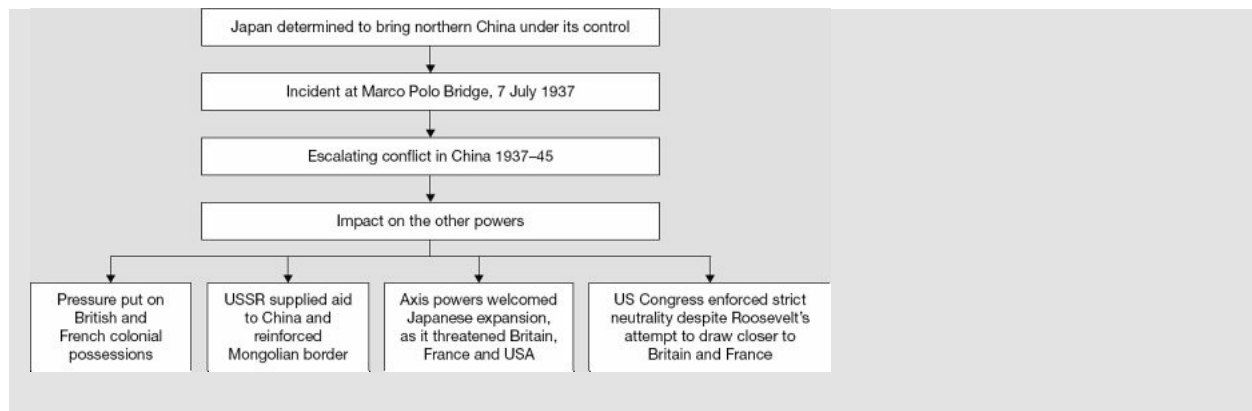 Japan determined to bring northern China under its control
Incident at Marco Polo Bridge, 7 July 1937
Escalating conflict in China 1937–45
Impact on the other powers
Pressure put on
British and
French colonial
possessions
USSR supplied aid
to China and
reinforced
Mongolian border
Axis powers welcomed
Japanese expansion,
as it threatened Britain,
France and USA
US Congress enforced strict
neutrality despite Roosevelt's
attempt to draw closer to
Britain and France